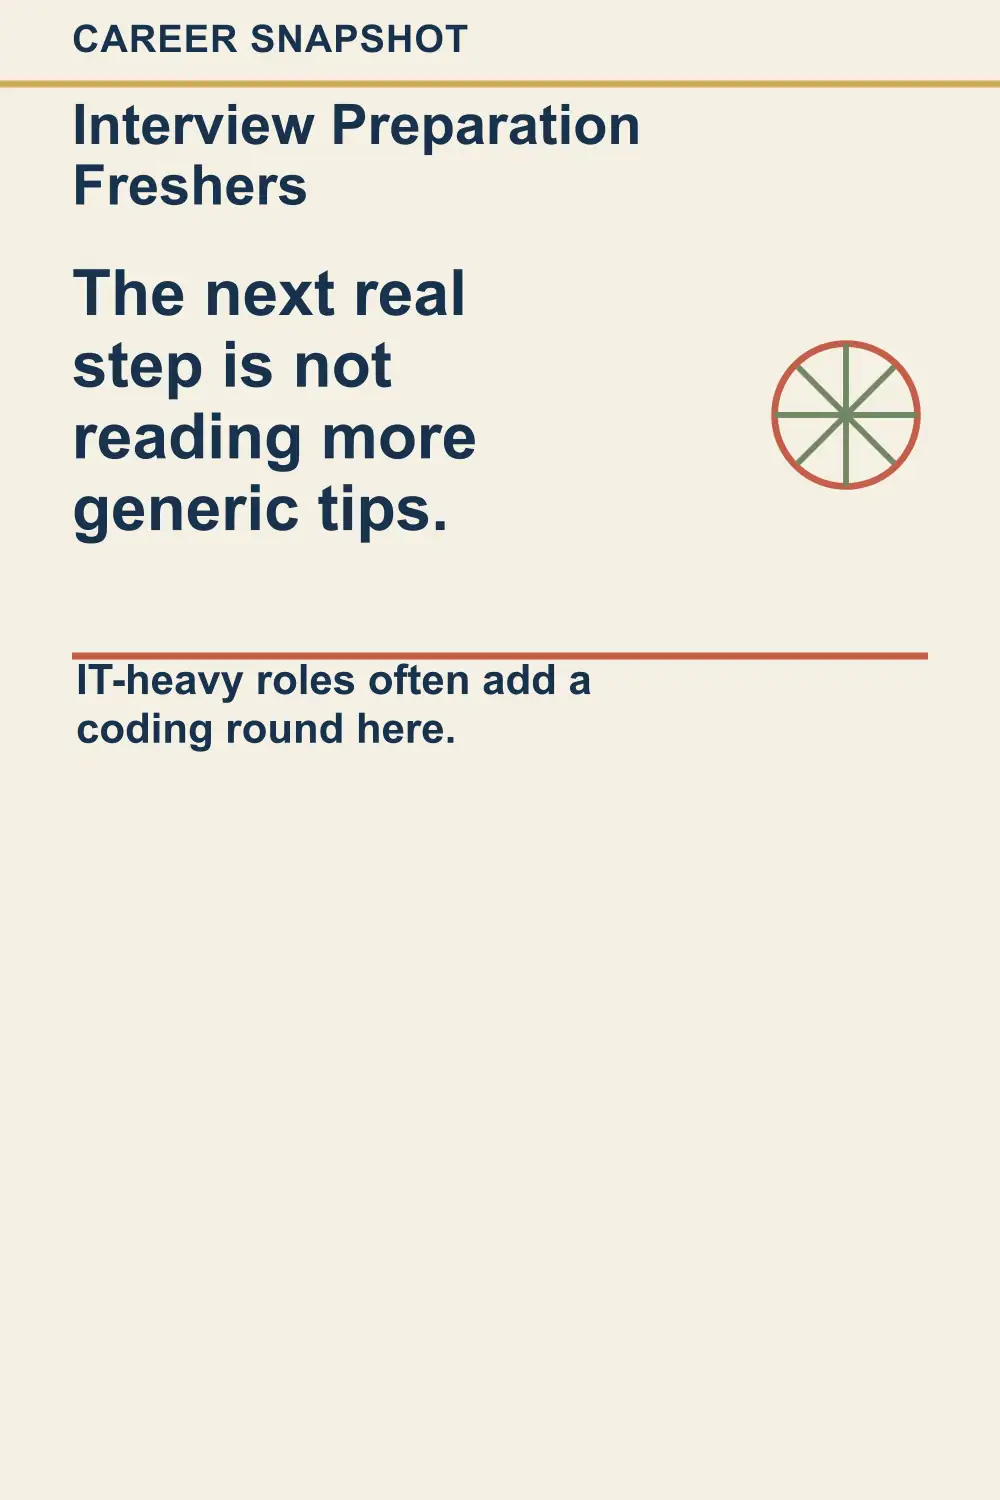 CAREER SNAPSHOT
Interview Preparation
Freshers
The next real
step is not
reading more
generic tips.
IT-heavy roles often add a
coding round here.